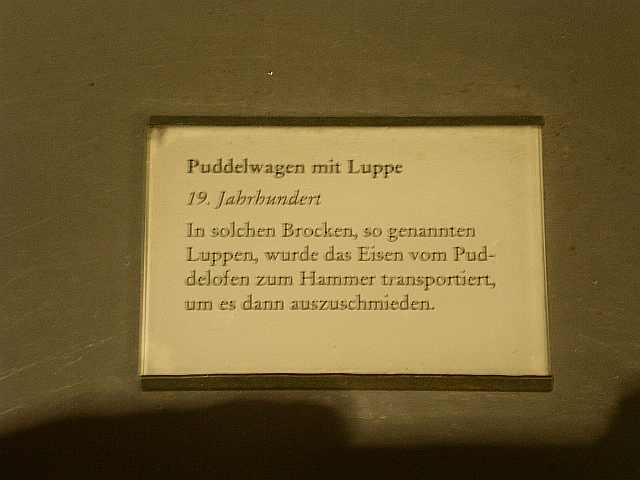 Puddelwagen mit Luppe
19. Jahrhundert
In solchen Brocken, so genannten
Luppen, wurde das Eisen vom Pud-
delofen zum Hammer transportiert,
um es dann auszuschmieden.